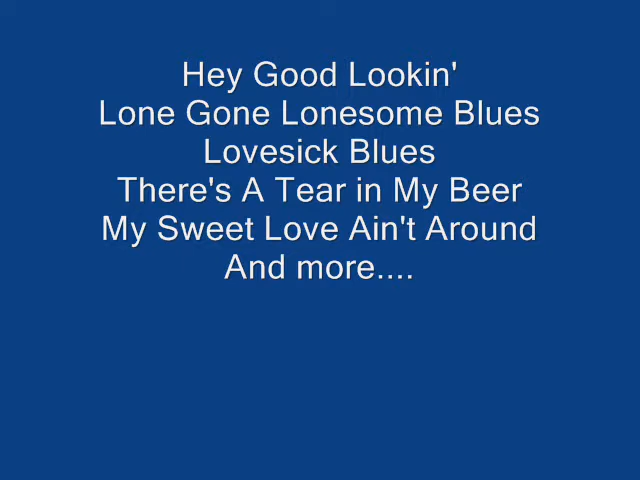 Hey Good Lookin'
Lone Gone Lonesome Blues
Lovesick Blues
There's A Tear in My Beer
My Sweet Love Ain't Around
And more....